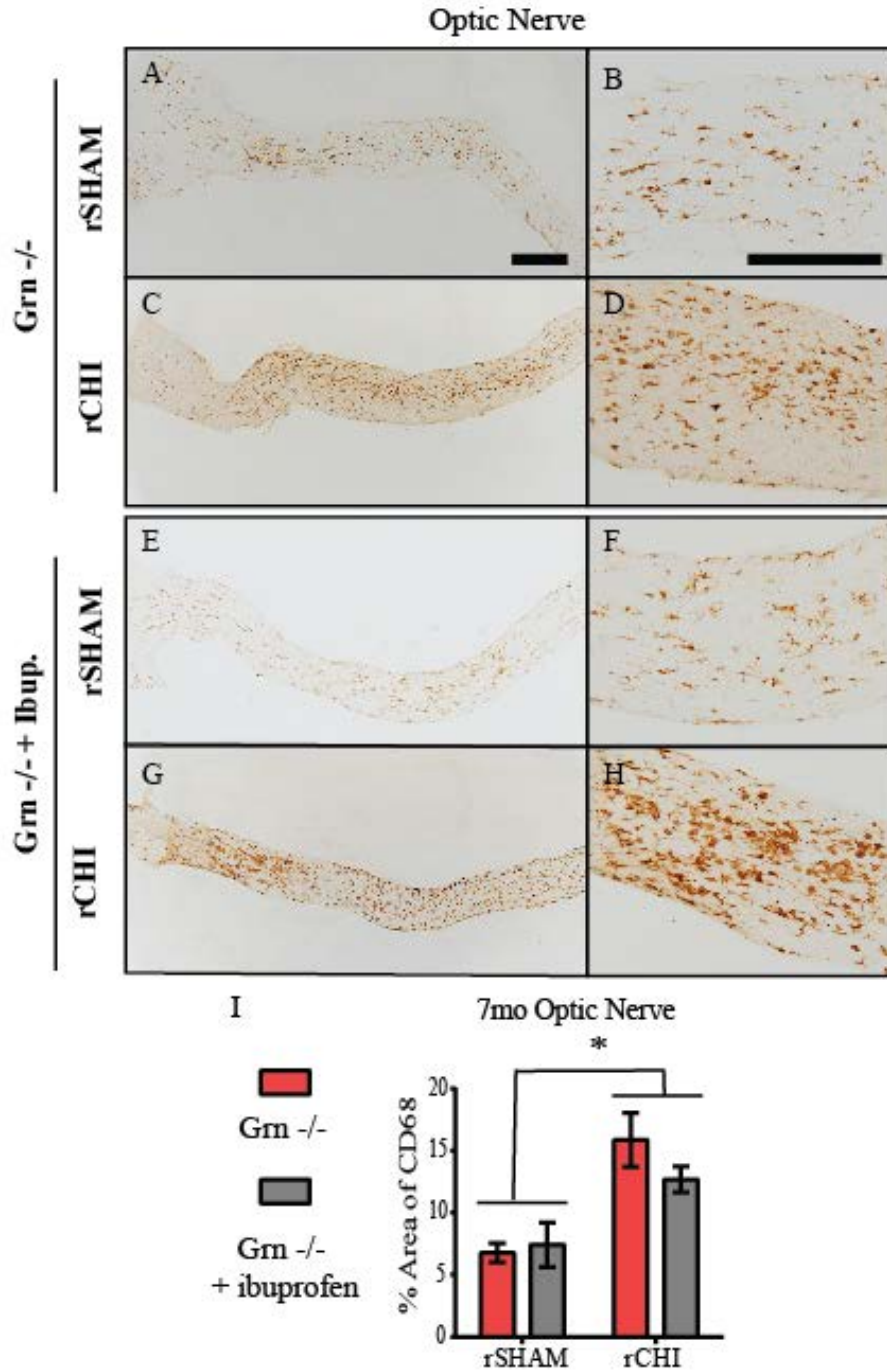 Optic Nerve
Grn -/-
rSHAM
A
B
rCHI
C
D
Grn -/- + Ibup.
rSHAM
E
F
rCHI
G
H
I
Grn -/-
Grn -/-
+ ibuprofen
7mo Optic Nerve
*
% Area of CD68
20
15
10
5
0
rSHAM
rCHI